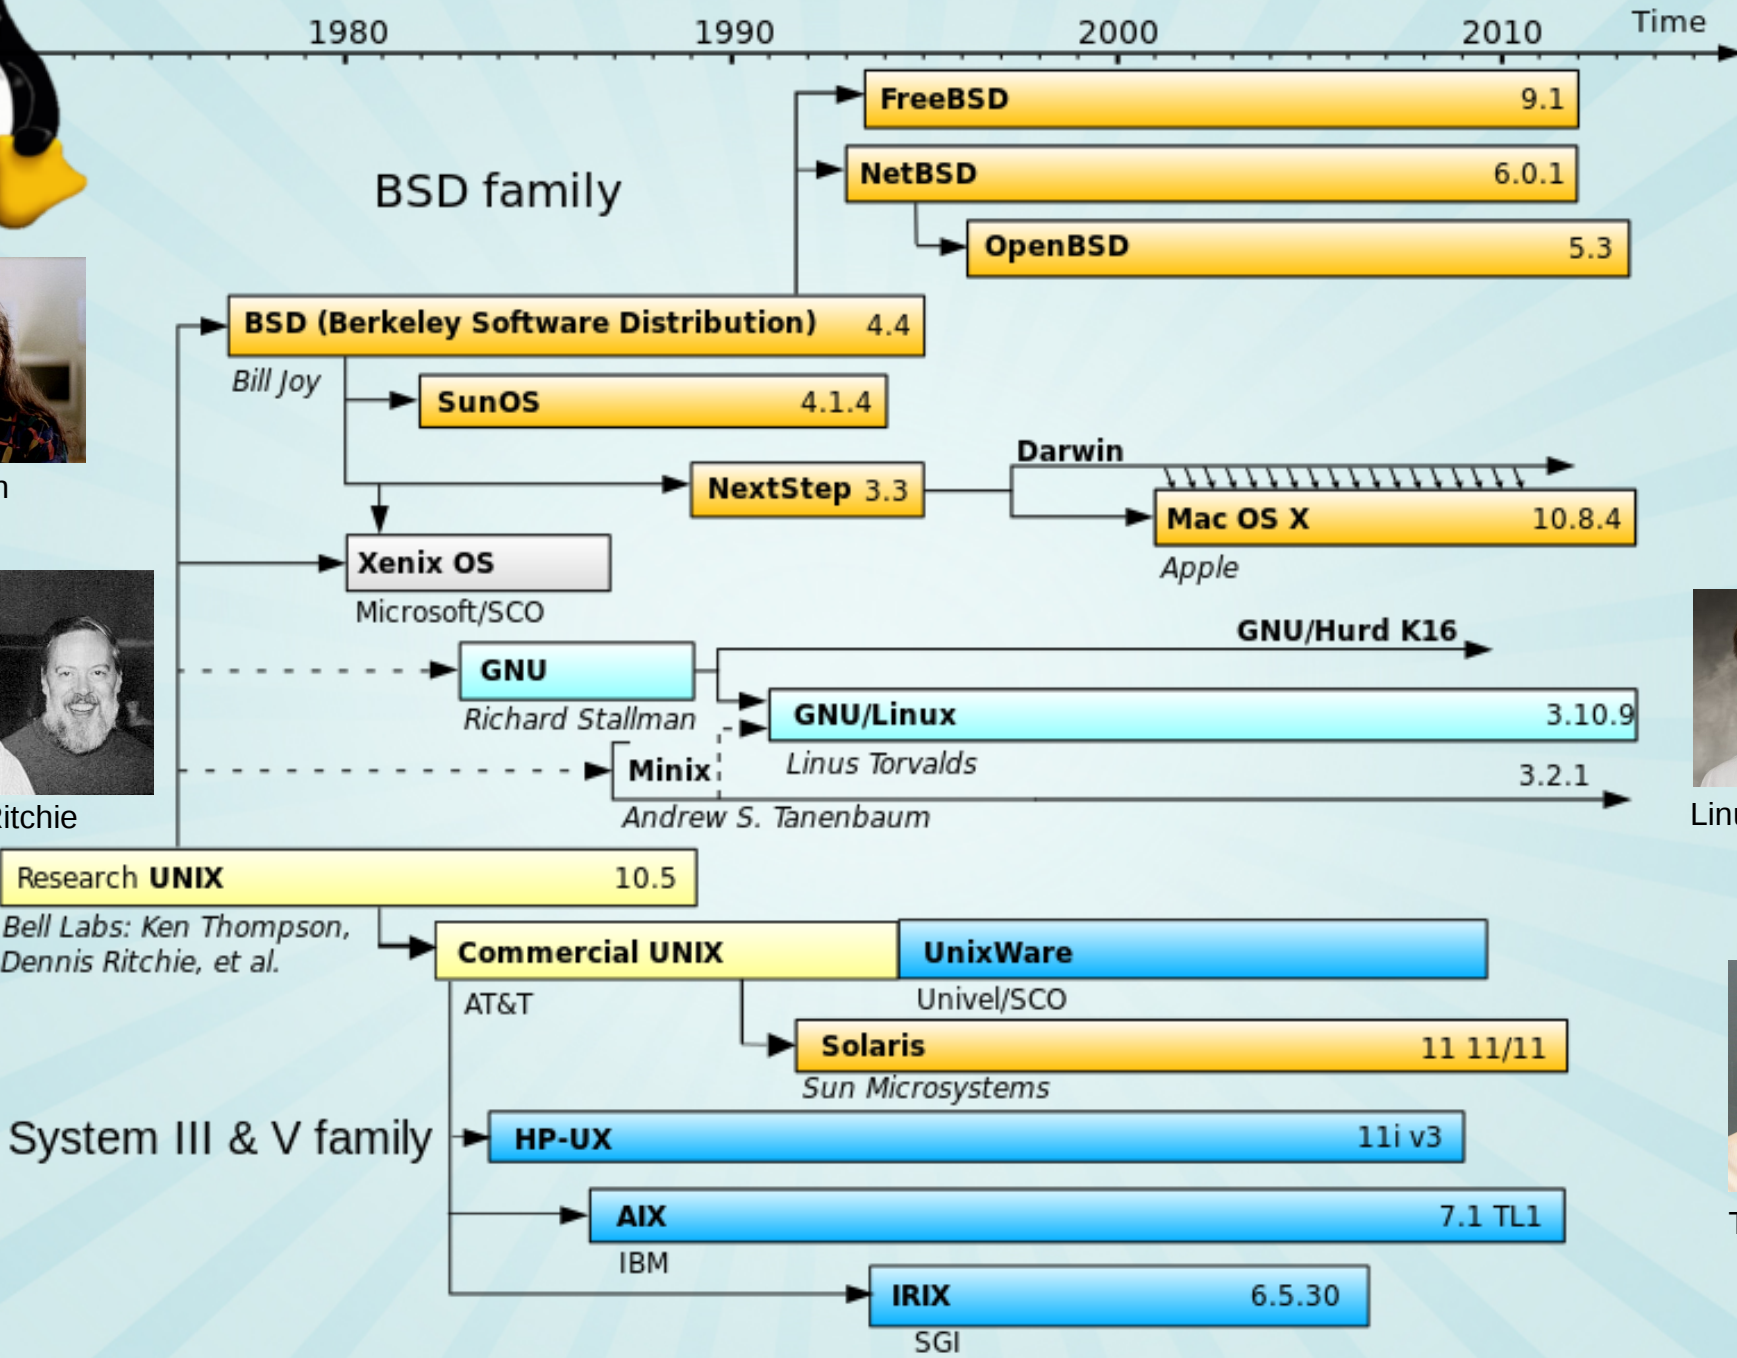 1980 1990 2000 2010 Time
FreeBSD 9.1
NetBSD 6.0.1
BSD family
OpenBSD 5.3
BSD (Berkeley Software Distribution) 4.4
Bill Joy
SunOS 4.1.4
Darwin
NextStep 3.3
Mac OS X 10.8.4
Apple
Xenix OS
Microsoft/SCO
GNU/Hurd K16
GNU
Richard Stallman
GNU/Linux 3.10.9
Linus Torvalds
Minix 3.2.1
Andrew S. Tanenbaum
Research UNIX 10.5
Bell Labs: Ken Thompson,
Dennis Ritchie, et al.
Commercial UNIX
UnixWare
AT&T
Univel/SCO
Solaris 11 11/11
Sun Microsystems
System III & V family
HP-UX 11i v3
AIX 7.1 TL1
IBM
IRIX 6.5.30
SGI